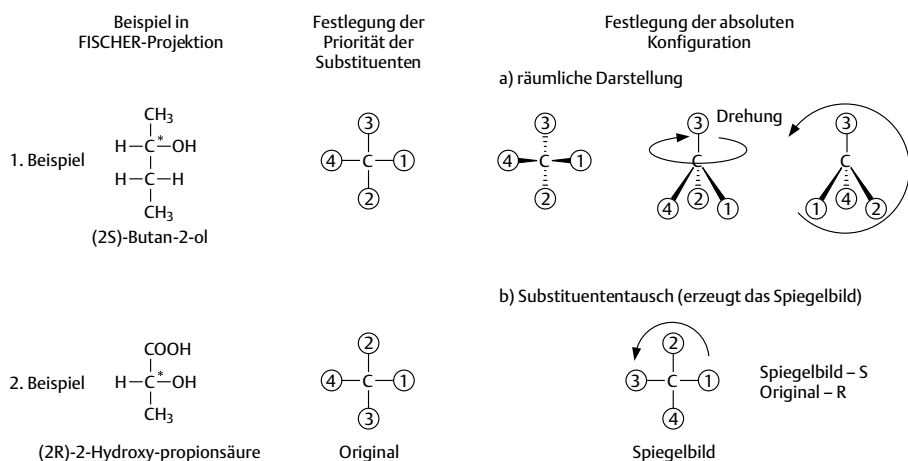 Beispiel in
FISCHER-Projektion
Festlegung der
Priorität der
Substituenten
Festlegung der absoluten
Konfiguration
a) räumliche Darstellung
1. Beispiel
CH3
H–C*–OH
H–C–H
CH3
(2S)-Butan-2-ol
3
4 C 1
2
3
4 C 1
2
Drehung
3
C
4 2 1
3
C
1 4 2
b) Substituententausch (erzeugt das Spiegelbild)
2. Beispiel
COOH
H–C*–OH
CH3
(2R)-2-Hydroxy-propionsäure
2
4 C 1
3
Original
2
3 C 1
4
Spiegelbild
Spiegelbild – S
Original – R